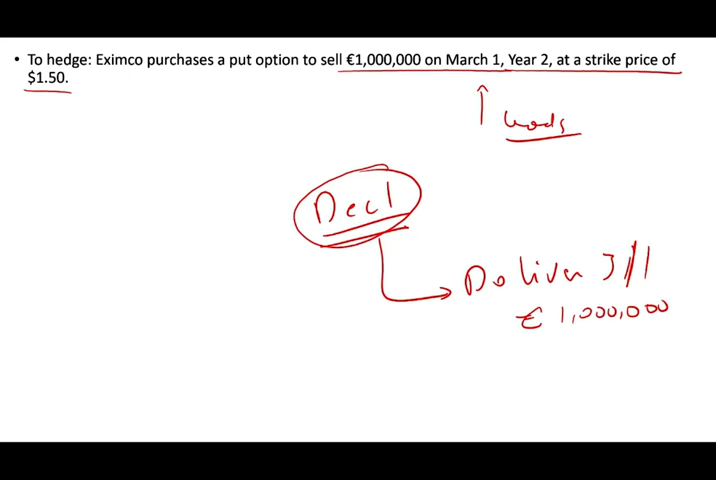 • To hedge: Eximco purchases a put option to sell €1,000,000 on March 1, Year 2, at a strike price of
$1.50.
Dec 1
Deliver 3/1
€ 1,000,000